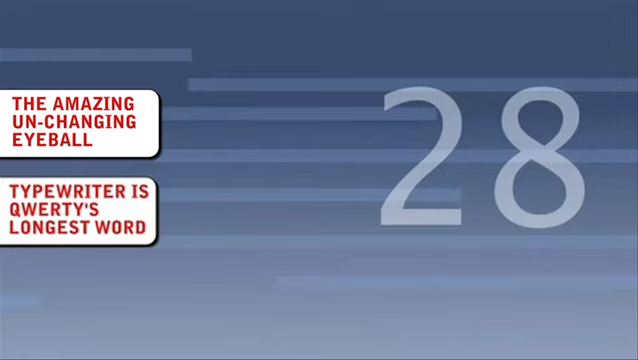 THE AMAZING
UN-CHANGING
EYEBALL
28
TYPEWRITER IS
QWERTY'S
LONGEST WORD